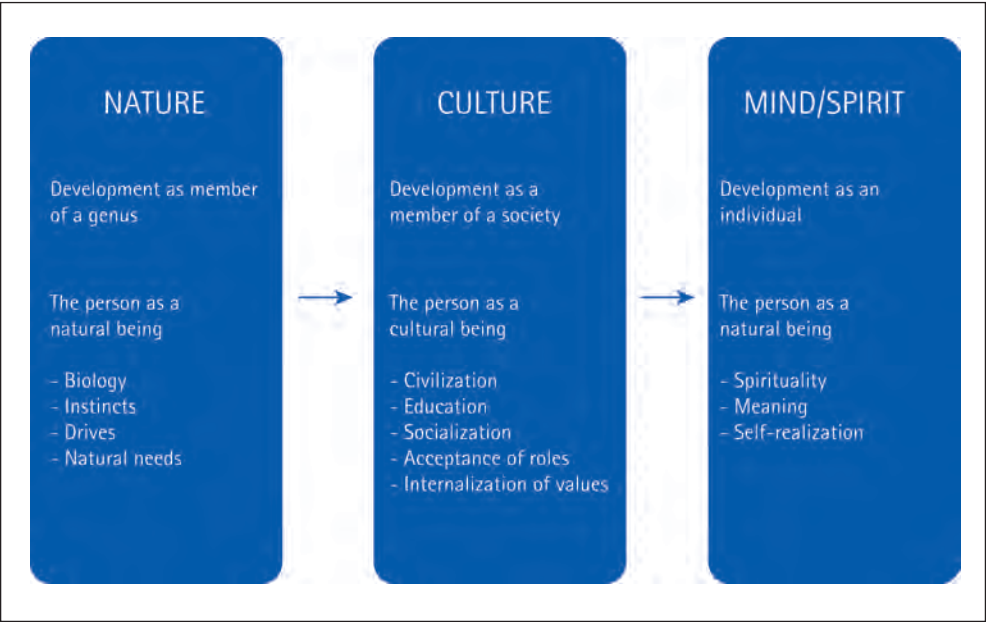 NATURE
Development as member
of a genus
The person as a
natural being
- Biology
- Instincts
- Drives
- Natural needs
CULTURE
Development as a
member of a society
The person as a
cultural being
- Civilization
- Education
- Socialization
- Acceptance of roles
- Internalization of values
MIND/SPIRIT
Development as an
individual
The person as a
natural being
- Spirituality
- Meaning
- Self-realization